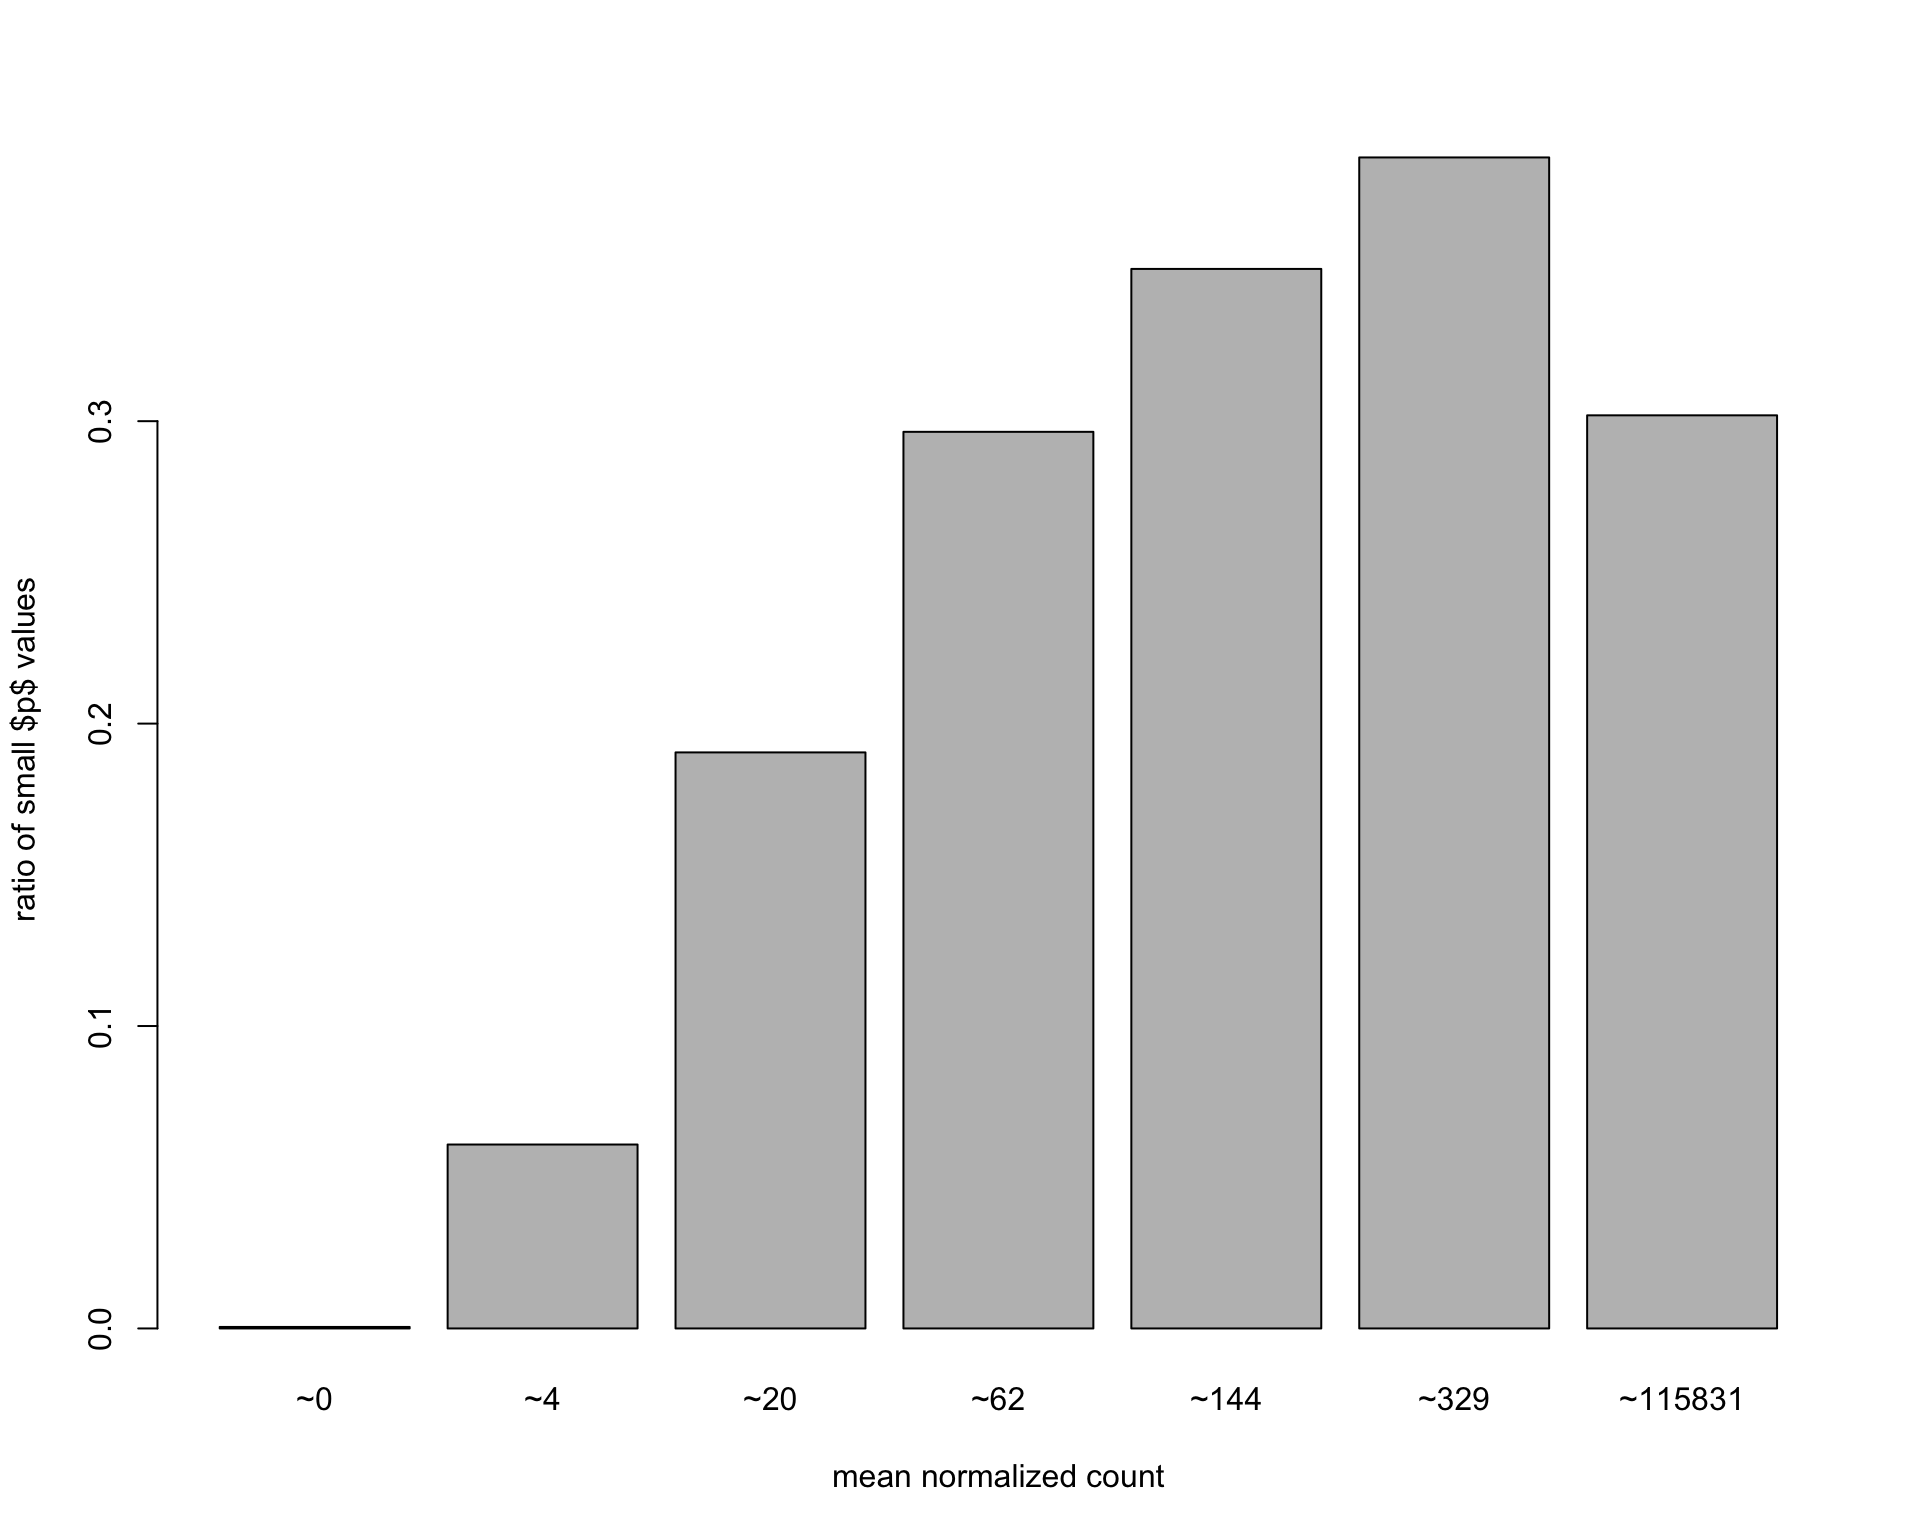 ratio of small $p$ values
0.3
0.2
0.1
0.0
~0 ~4 ~20 ~62 ~144 ~329 ~115831
mean normalized count